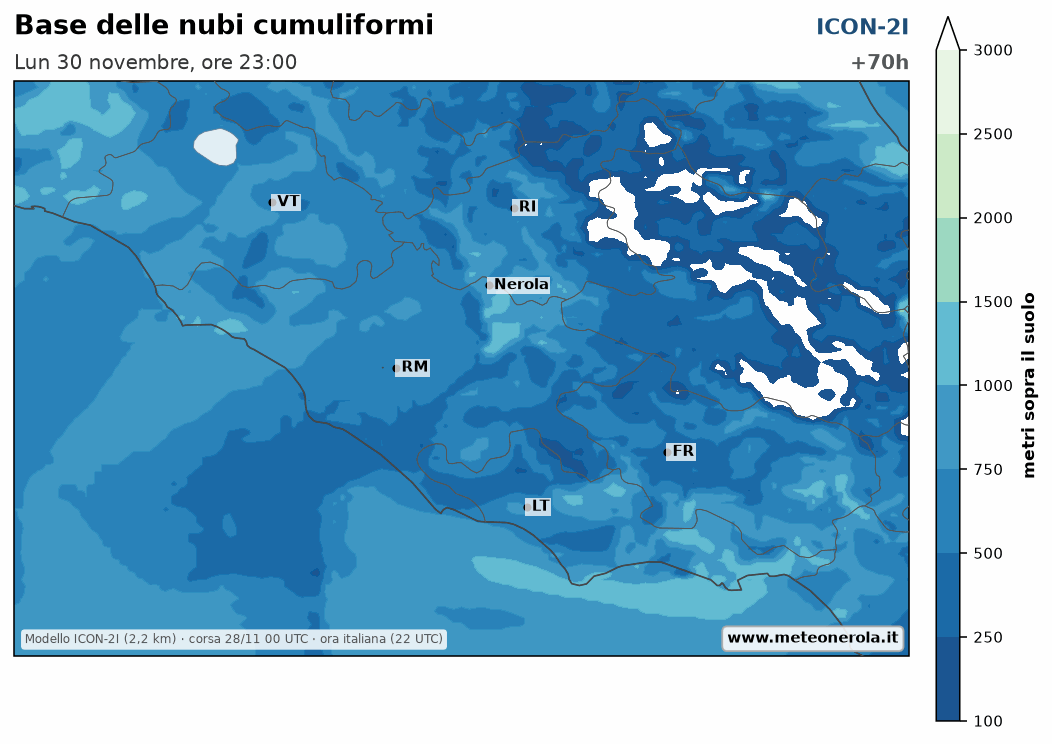 Base delle nubi cumuliformi
ICON-2I
Lun 30 novembre, ore 23:00
+70h
VT
RI
Nerola
RM
FR
LT
Modello ICON-2I (2,2 km) · corsa 28/11 00 UTC · ora italiana (22 UTC)
www.meteonerola.it
3000
2500
2000
1500
1000
750
500
250
100
metri sopra il suolo